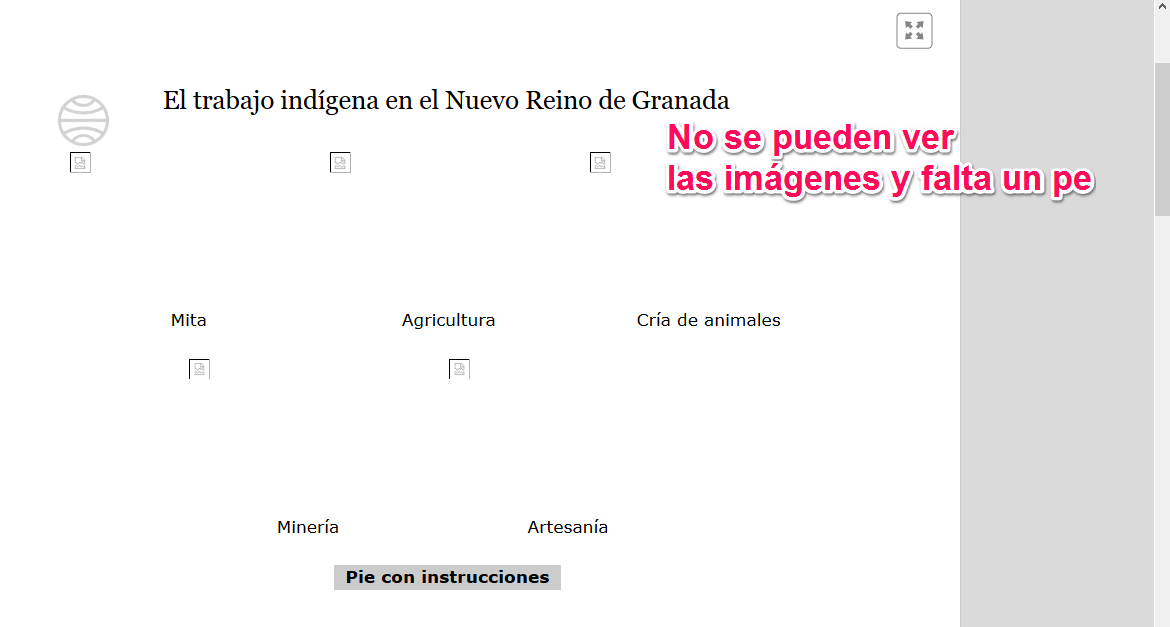 El trabajo indígena en el Nuevo Reino de Granada
No se pueden ver
las imágenes y falta un pe
Mita
Agricultura
Cría de animales
Minería
Artesanía
Pie con instrucciones